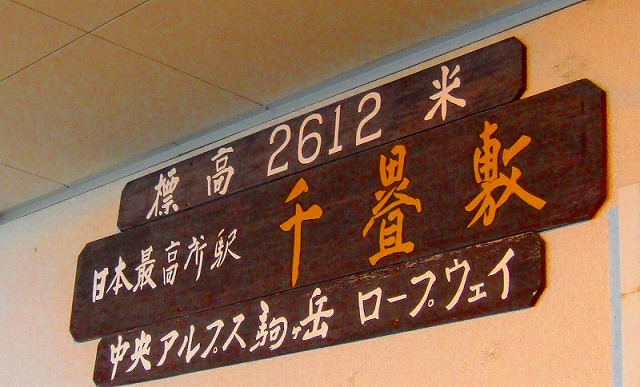 標高 2612 米
日本最高所駅 千畳敷
中央アルプス駒ヶ岳 ロープウェイ